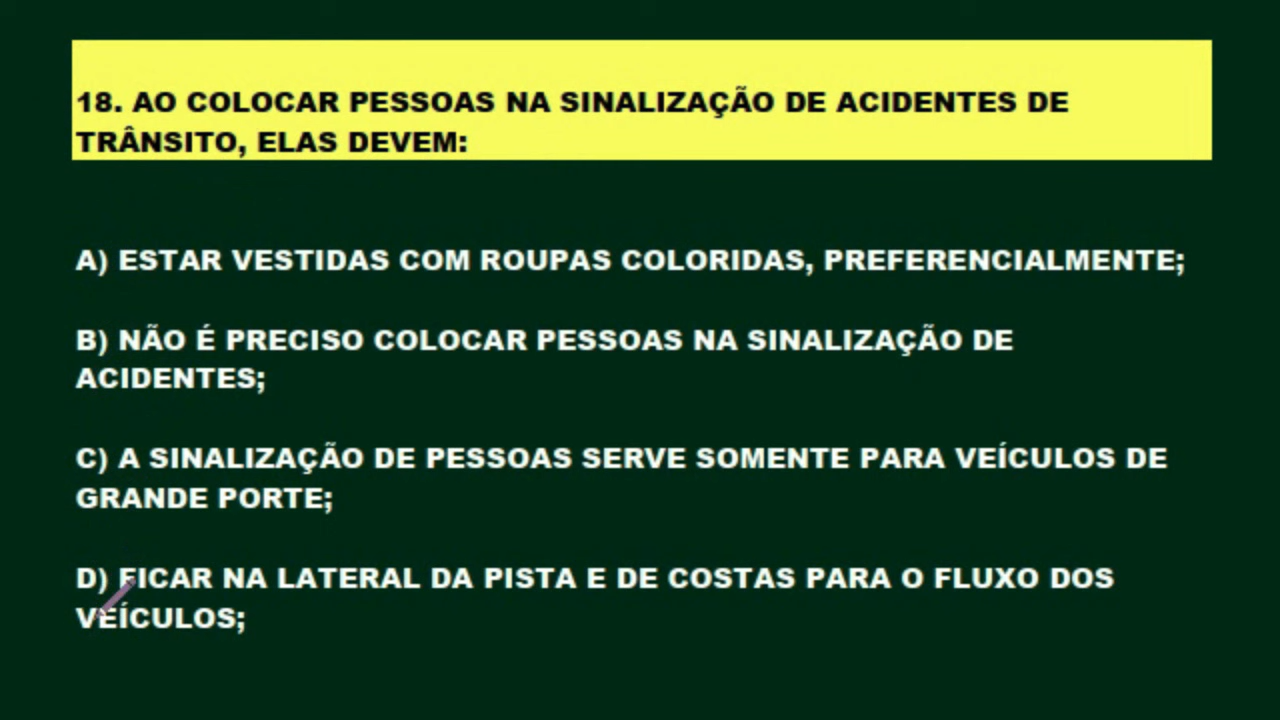 18. AO COLOCAR PESSOAS NA SINALIZAÇÃO DE ACIDENTES DE
TRÂNSITO, ELAS DEVEM:
A) ESTAR VESTIDAS COM ROUPAS COLORIDAS, PREFERENCIALMENTE;
B) NÃO É PRECISO COLOCAR PESSOAS NA SINALIZAÇÃO DE
ACIDENTES;
C) A SINALIZAÇÃO DE PESSOAS SERVE SOMENTE PARA VEÍCULOS DE
GRANDE PORTE;
D) FICAR NA LATERAL DA PISTA E DE COSTAS PARA O FLUXO DOS
VEÍCULOS;